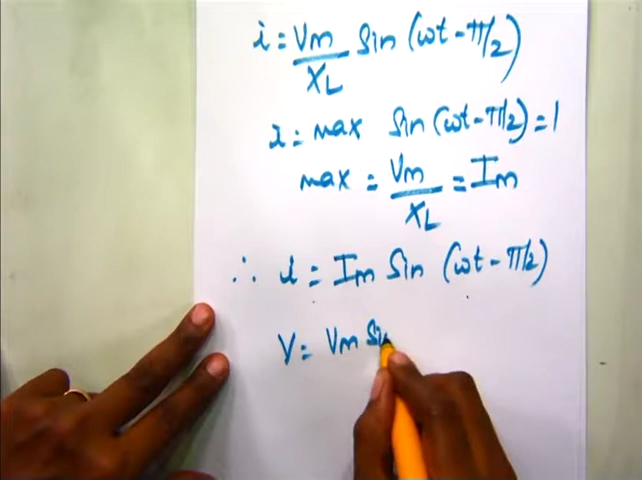 i = Vm/XL Sin (ωt - π/2)
i = max Sin (ωt - π/2) = 1
max = Vm/XL = Im
∴ i = Im Sin (ωt - π/2)
V = Vm Sin